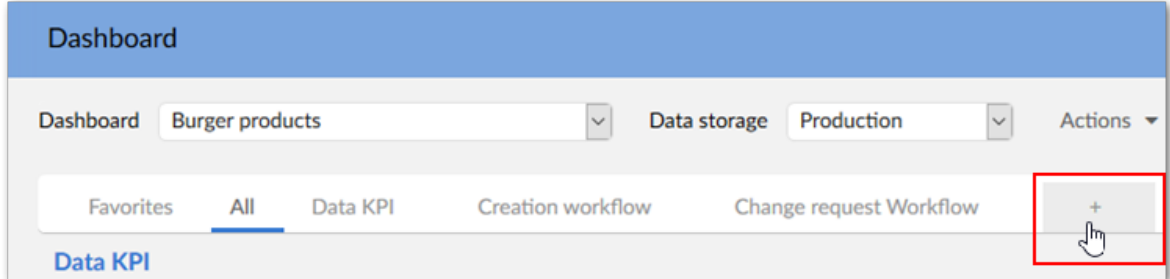 Dashboard
Dashboard Burger products Data storage Production Actions
Favorites All Data KPI Creation workflow Change request Workflow +
Data KPI